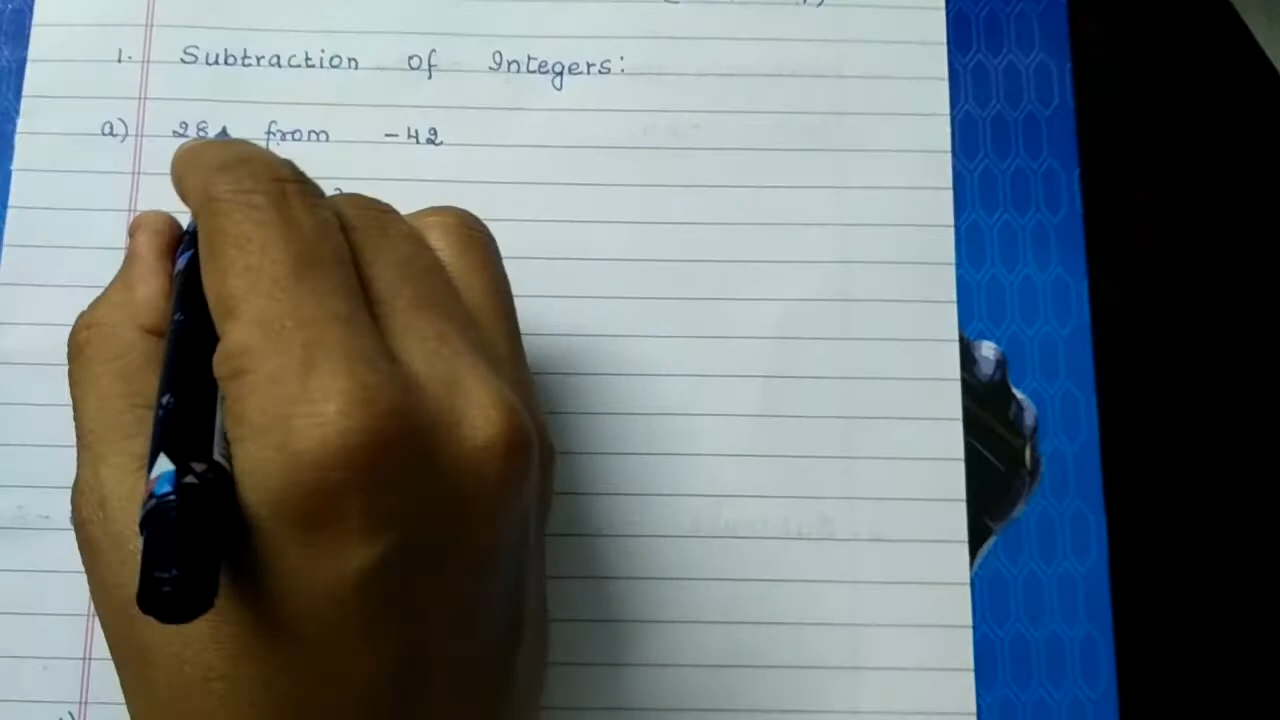 1. Subtraction of Integers:
a) 28 from -42